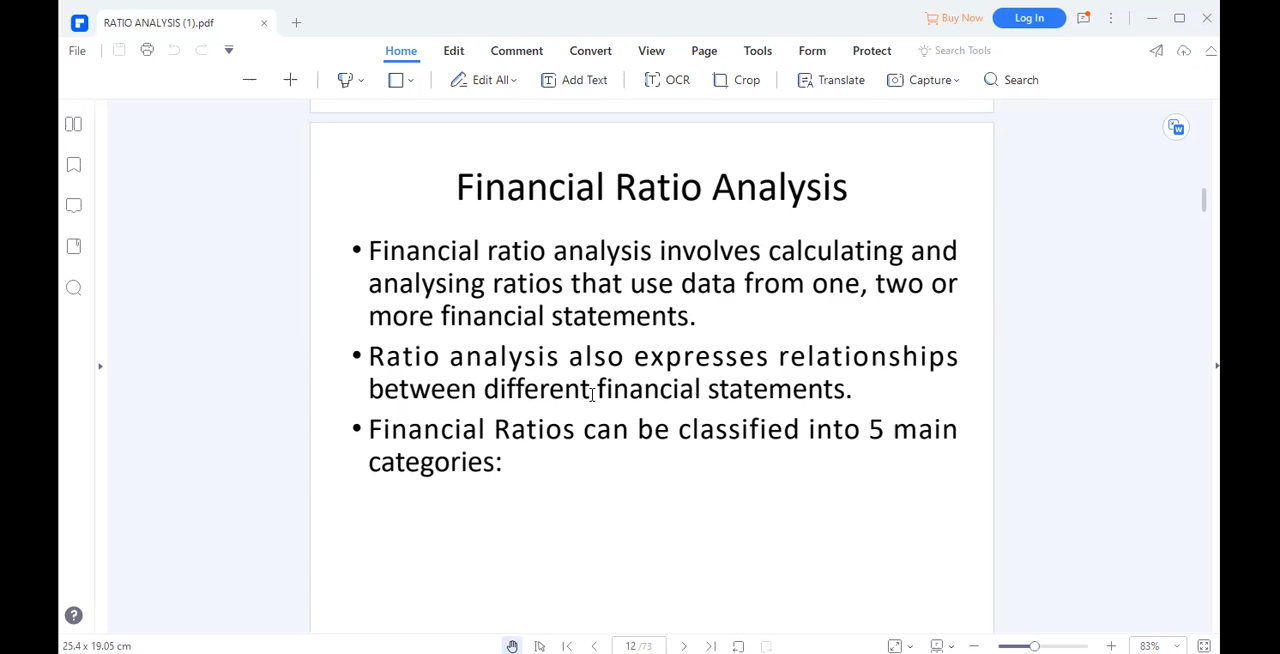 RATIO ANALYSIS (1).pdf
Buy Now
Log In
File
Home
Edit
Comment
Convert
View
Page
Tools
Form
Protect
Search Tools
Edit All
Add Text
OCR
Crop
Translate
Capture
Search
Financial Ratio Analysis
• Financial ratio analysis involves calculating and
analysing ratios that use data from one, two or
more financial statements.
• Ratio analysis also expresses relationships
between different financial statements.
• Financial Ratios can be classified into 5 main
categories:
25.4 x 19.05 cm
12 /73
83%